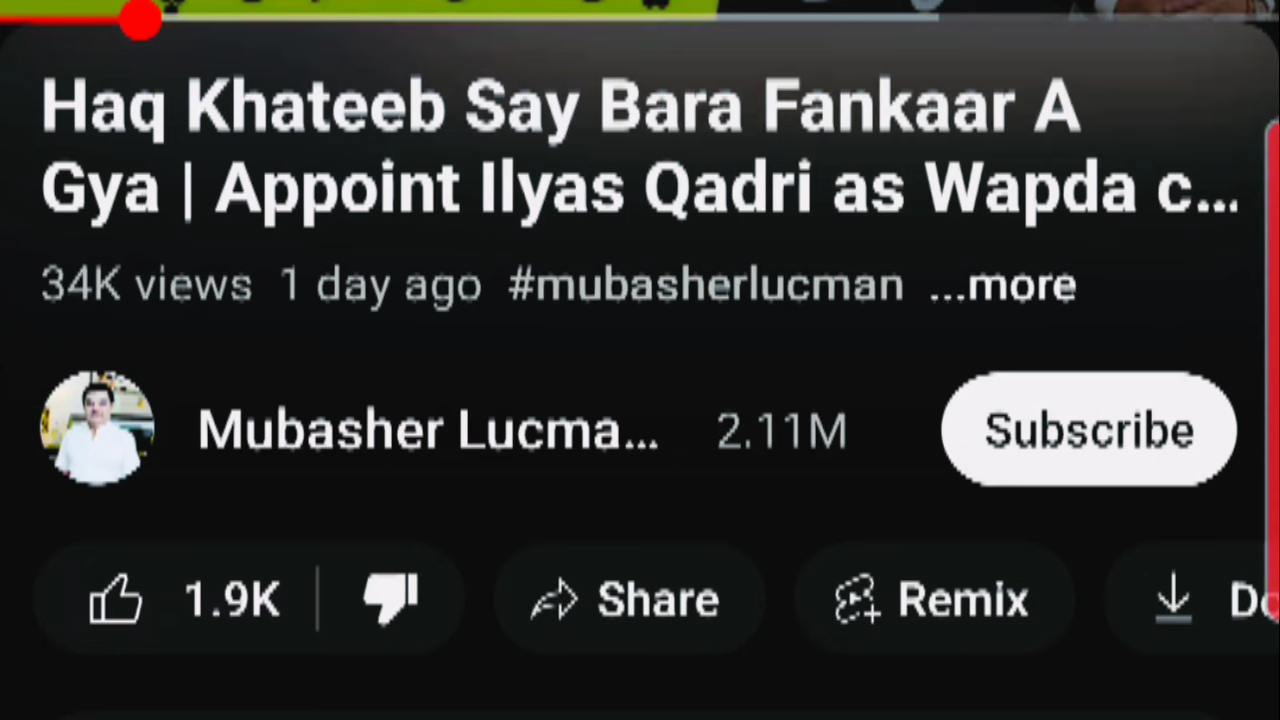 Haq Khateeb Say Bara Fankaar A
Gya | Appoint Ilyas Qadri as Wapda c...
34K views 1 day ago #mubasherlucman ...more
Mubasher Lucma... 2.11M Subscribe
1.9K Share Remix Do